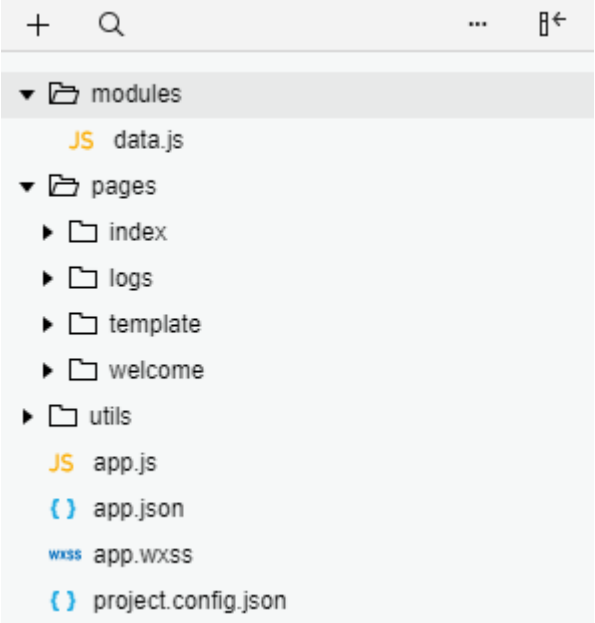 modules
JS data.js
pages
index
logs
template
welcome
utils
JS app.js
{ } app.json
wxss app.wxss
{ } project.config.json